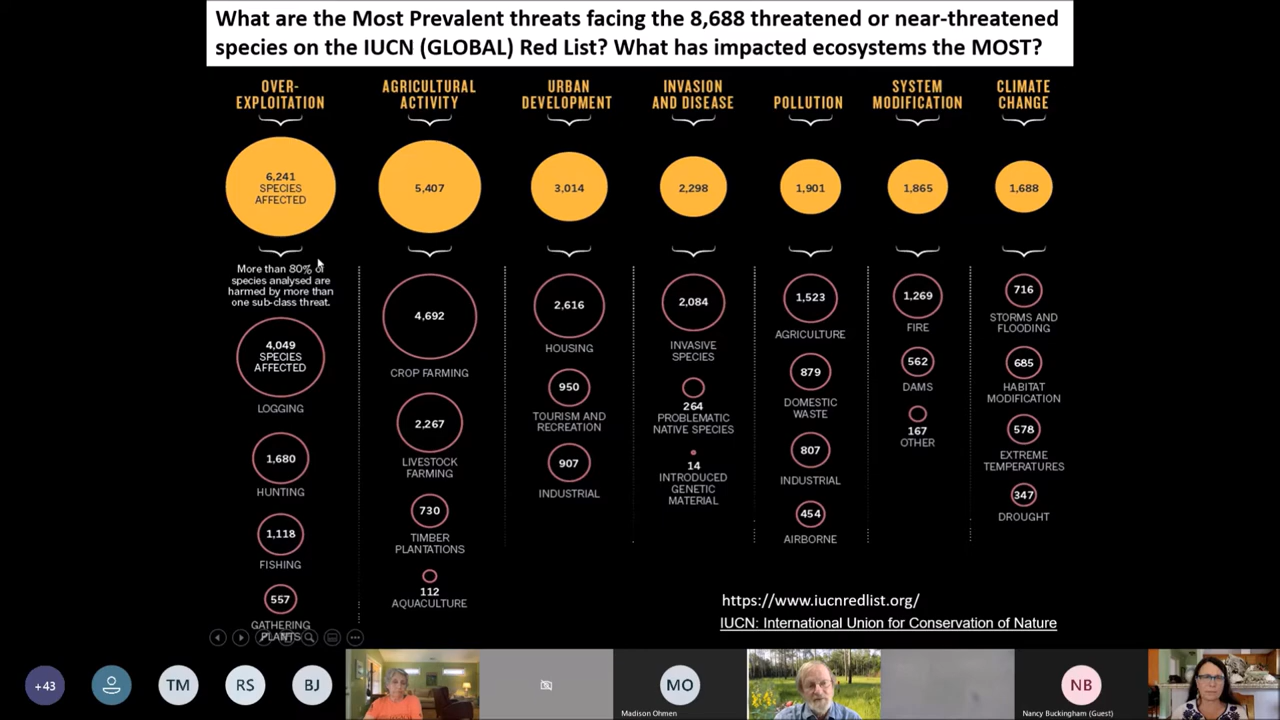 What are the Most Prevalent threats facing the 8,688 threatened or near-threatened
species on the IUCN (GLOBAL) Red List? What has impacted ecosystems the MOST?
OVER-
EXPLOITATION
6,241
SPECIES
AFFECTED
More than 80% of
species analysed are
harmed by more than
one sub-class threat.
4,049
SPECIES
AFFECTED
LOGGING
1,680
HUNTING
1,118
FISHING
557
GATHERING
PLANTS
AGRICULTURAL
ACTIVITY
5,407
4,692
CROP FARMING
2,267
LIVESTOCK
FARMING
730
TIMBER
PLANTATIONS
112
AQUACULTURE
URBAN
DEVELOPMENT
3,014
2,616
HOUSING
950
TOURISM AND
RECREATION
907
INDUSTRIAL
INVASION
AND DISEASE
2,298
2,084
INVASIVE
SPECIES
264
PROBLEMATIC
NATIVE SPECIES
14
INTRODUCED
GENETIC
MATERIAL
POLLUTION
1,901
1,523
AGRICULTURE
879
DOMESTIC
WASTE
807
INDUSTRIAL
454
AIRBORNE
SYSTEM
MODIFICATION
1,865
1,269
FIRE
562
DAMS
167
OTHER
CLIMATE
CHANGE
1,688
716
STORMS AND
FLOODING
685
HABITAT
MODIFICATION
578
EXTREME
TEMPERATURES
347
DROUGHT
https://www.iucnredlist.org/
IUCN: International Union for Conservation of Nature
+43
TM
RS
BJ
MO
Madison Ohmen
NB
Nancy Buckingham (Guest)